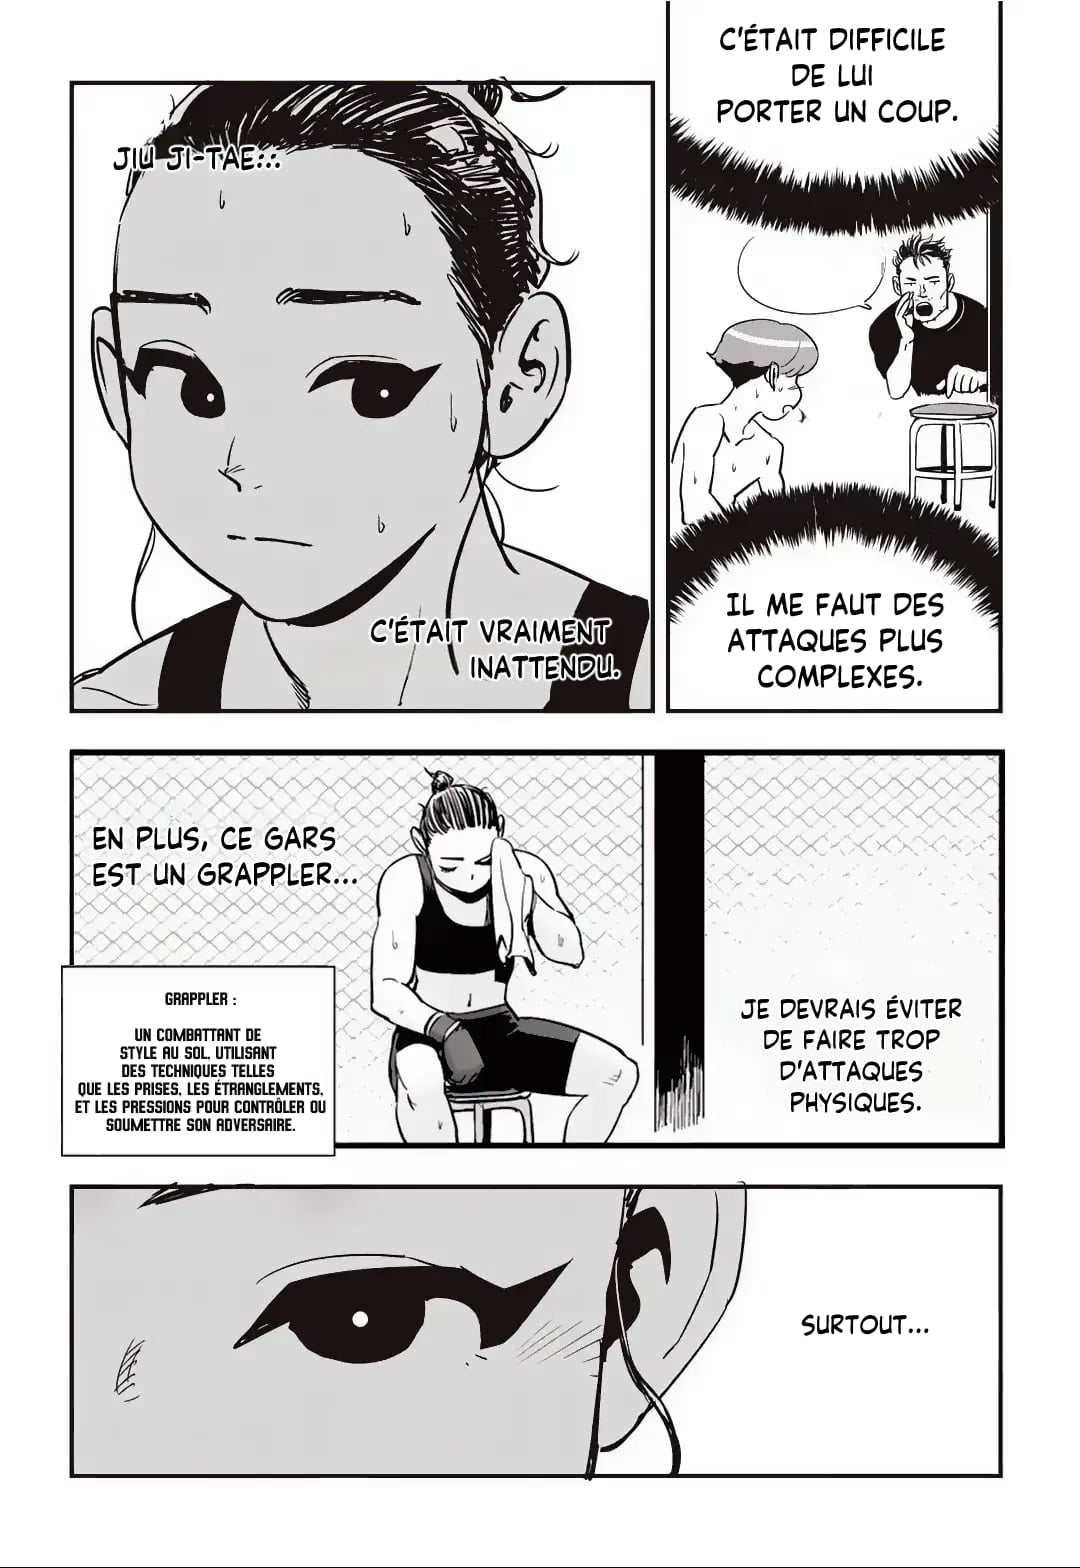 JIU JI-TAE...
C'ÉTAIT VRAIMENT
INATTENDU.
C'ÉTAIT DIFFICILE
DE LUI
PORTER UN COUP.
IL ME FAUT DES
ATTAQUES PLUS
COMPLEXES.
EN PLUS, CE GARS
EST UN GRAPPLER...
GRAPPLER :
UN COMBATTANT DE
STYLE AU SOL, UTILISANT
DES TECHNIQUES TELLES
QUE LES PRISES, LES ÉTRANGLEMENTS,
ET LES PRESSIONS POUR CONTRÔLER OU
SOUMETTRE SON ADVERSAIRE.
JE DEVRAIS ÉVITER
DE FAIRE TROP
D'ATTAQUES
PHYSIQUES.
SURTOUT...